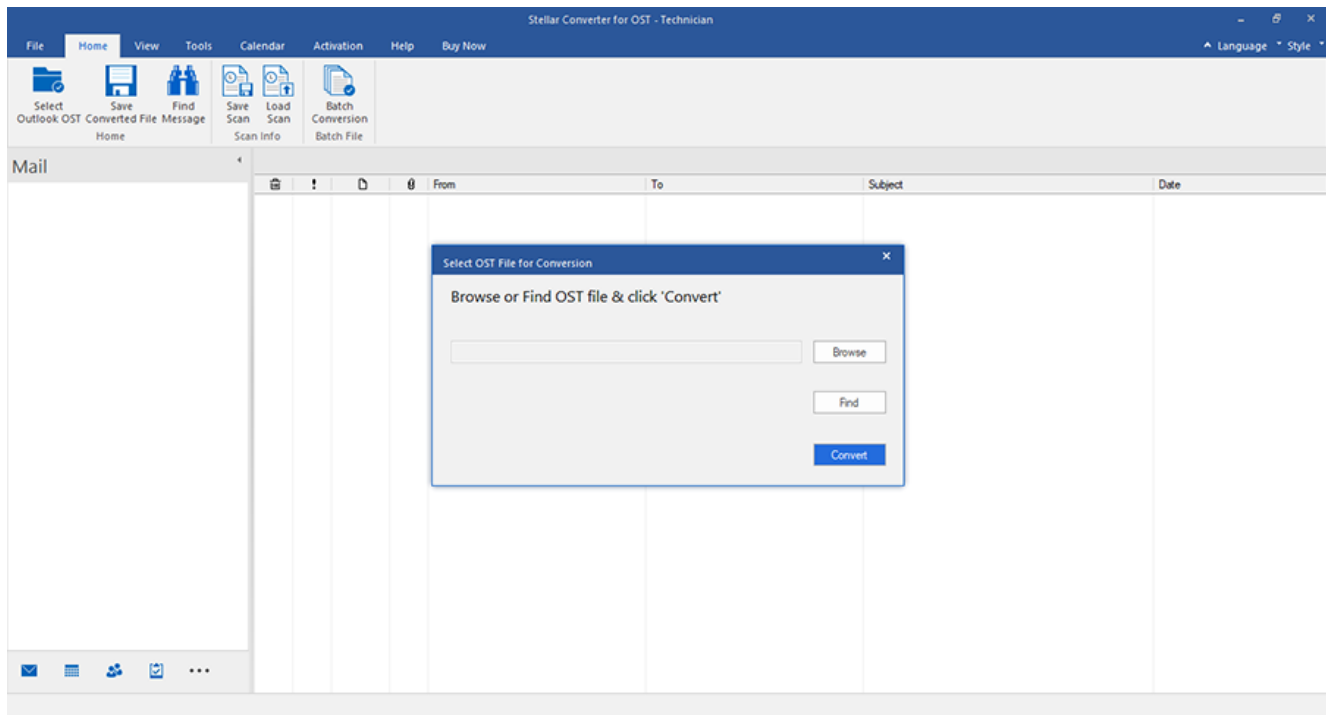 Stellar Converter for OST - Technician
File Home View Tools Calendar Activation Help Buy Now Language Style
Select Save Find Save Load Batch
Outlook OST Converted File Message Scan Scan Conversion
Home Scan Info Batch File
Mail
From To Subject Date
Select OST File for Conversion
Browse or Find OST file & click 'Convert'
Browse
Find
Convert